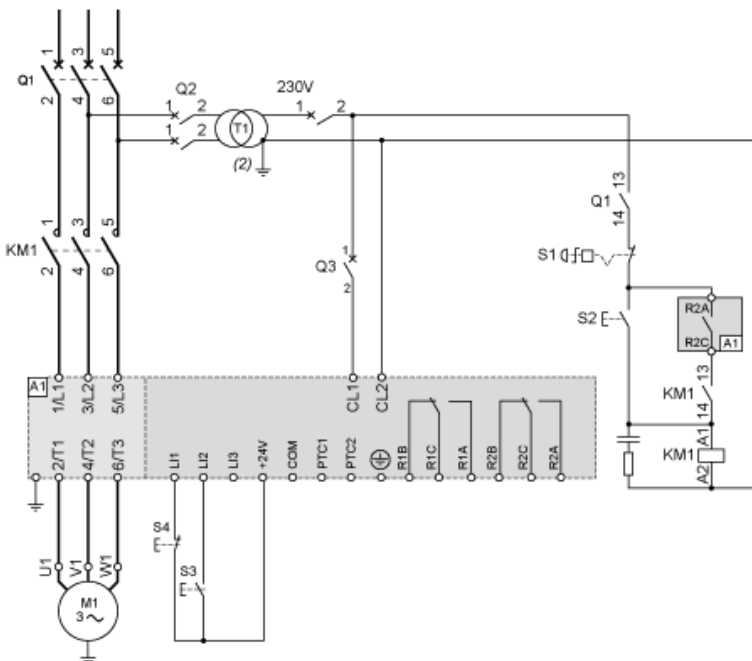 1 3 5
Q1
2 4 6
Q2
1 2
1 2
T1
(2)
230V
1 2
1 3 5
KM1
2 4 6
1
Q3
2
13
Q1
14
S1
S2
R2A
R2C
A1
13
KM1
14
A1
KM1
A2
A1
1/L1 3/L2 5/L3
CL1 CL2
2/T1 4/T2 6/T3
LI1 LI2 LI3 +24V COM PTC1 PTC2 R1B R1C R1A R2B R2C R2A
S4
S3
U1 V1 W1
M1
3